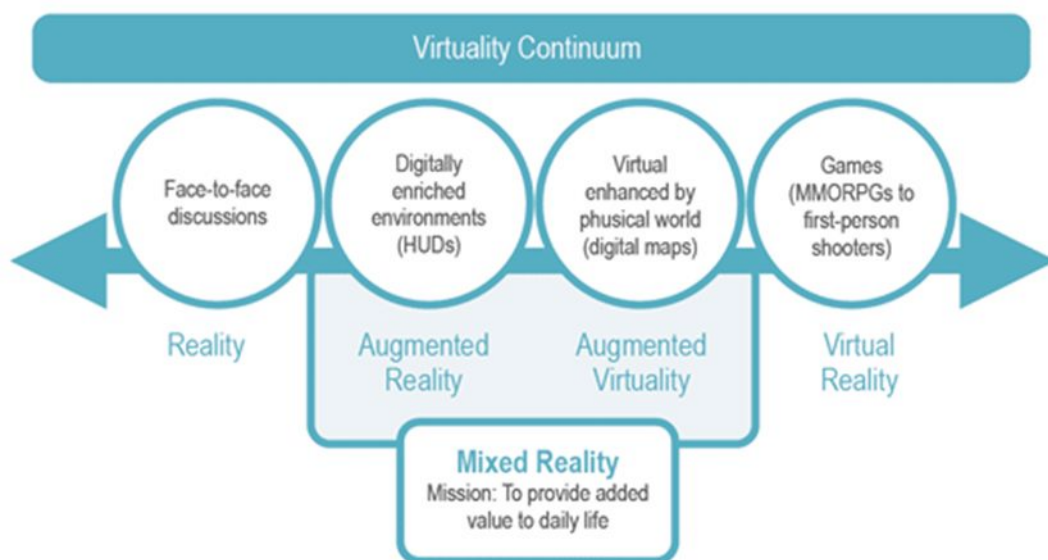 Virtuality Continuum
Face-to-face
discussions
Digitally
enriched
environments
(HUDs)
Virtual
enhanced by
phusical world
(digital maps)
Games
(MMORPGs to
first-person
shooters)
Reality
Augmented
Reality
Augmented
Virtuality
Virtual
Reality
Mixed Reality
Mission: To provide added
value to daily life